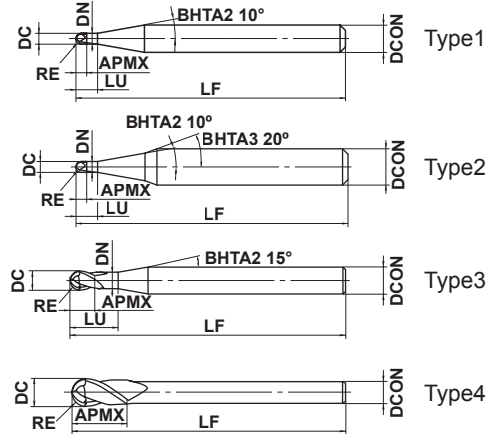 DC
DN
BHTA2 10°
DCON
Type1
RE
APMX
LU
LF
BHTA2 10º
BHTA3 20º
DC
DN
DCON
Type2
RE
APMX
LU
LF
DN
BHTA2 15°
DC
DCON
Type3
RE
APMX
LU
LF
DC
DCON
Type4
RE
APMX
LF